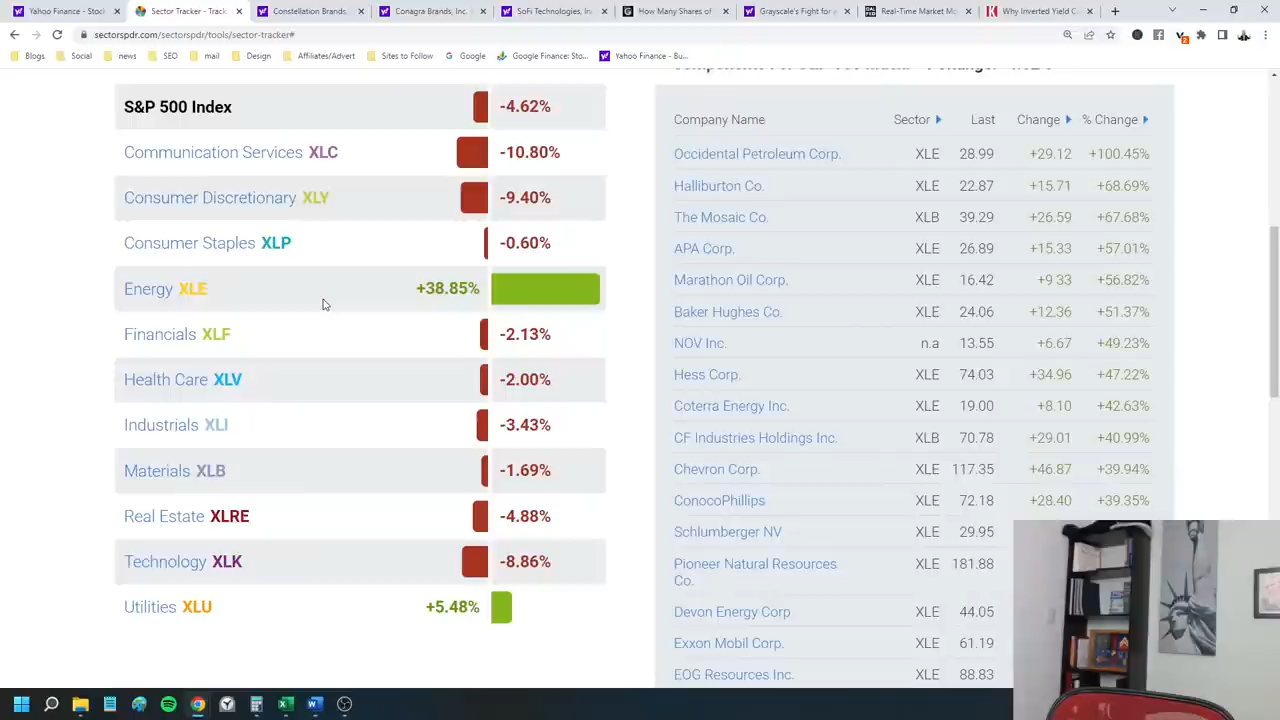 Yahoo Finance - Stock
Sector Tracker - Track
Constellation Brands,
Conagra Brands, Inc.
SoFi Technologies, In
How Many Shares of
Grayscale's Fight for
Real-Time Market Mo
Why Inverted Yield C
sectorspdr.com/sectorspdr/tools/sector-tracker#
Blogs
Social
news
SEO
mail
Design
Affiliates/Advert
Sites to Follow
Google
Google Finance: Sto...
Yahoo Finance - Bu...
S&P 500 Index -4.62%
Communication Services XLC -10.80%
Consumer Discretionary XLY -9.40%
Consumer Staples XLP -0.60%
Energy XLE +38.85%
Financials XLF -2.13%
Health Care XLV -2.00%
Industrials XLI -3.43%
Materials XLB -1.69%
Real Estate XLRE -4.88%
Technology XLK -8.86%
Utilities XLU +5.48%
Company Name Sector Last Change % Change
Occidental Petroleum Corp. XLE 28.99 +29.12 +100.45%
Halliburton Co. XLE 22.87 +15.71 +68.69%
The Mosaic Co. XLB 39.29 +26.59 +67.68%
APA Corp. XLE 26.89 +15.33 +57.01%
Marathon Oil Corp. XLE 16.42 +9.33 +56.82%
Baker Hughes Co. XLE 24.06 +12.36 +51.37%
NOV Inc. n.a 13.55 +6.67 +49.23%
Hess Corp. XLE 74.03 +34.96 +47.22%
Coterra Energy Inc. XLE 19.00 +8.10 +42.63%
CF Industries Holdings Inc. XLB 70.78 +29.01 +40.99%
Chevron Corp. XLE 117.35 +46.87 +39.94%
ConocoPhillips XLE 72.18 +28.40 +39.35%
Schlumberger NV XLE 29.95
Pioneer Natural Resources XLE 181.88
Co.
Devon Energy Corp XLE 44.05
Exxon Mobil Corp. XLE 61.19
EOG Resources Inc. XLE 88.83